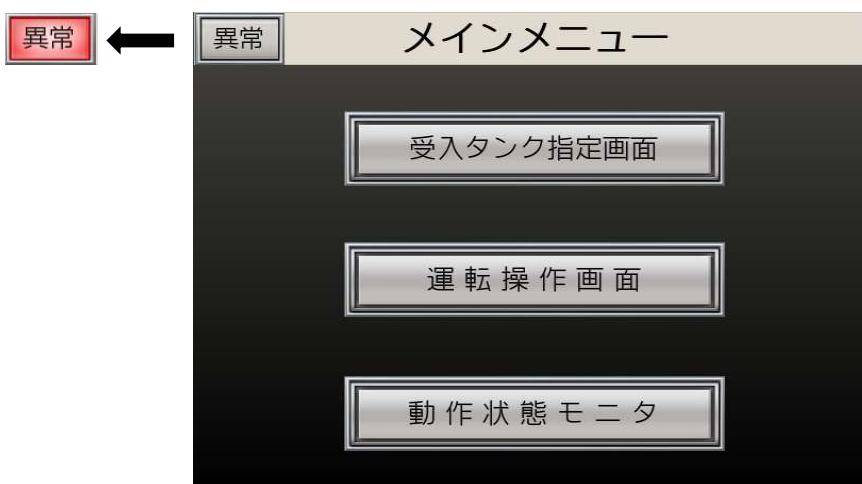 異常
異常
メインメニュー
受入タンク指定画面
運転操作画面
動作状態モニタ